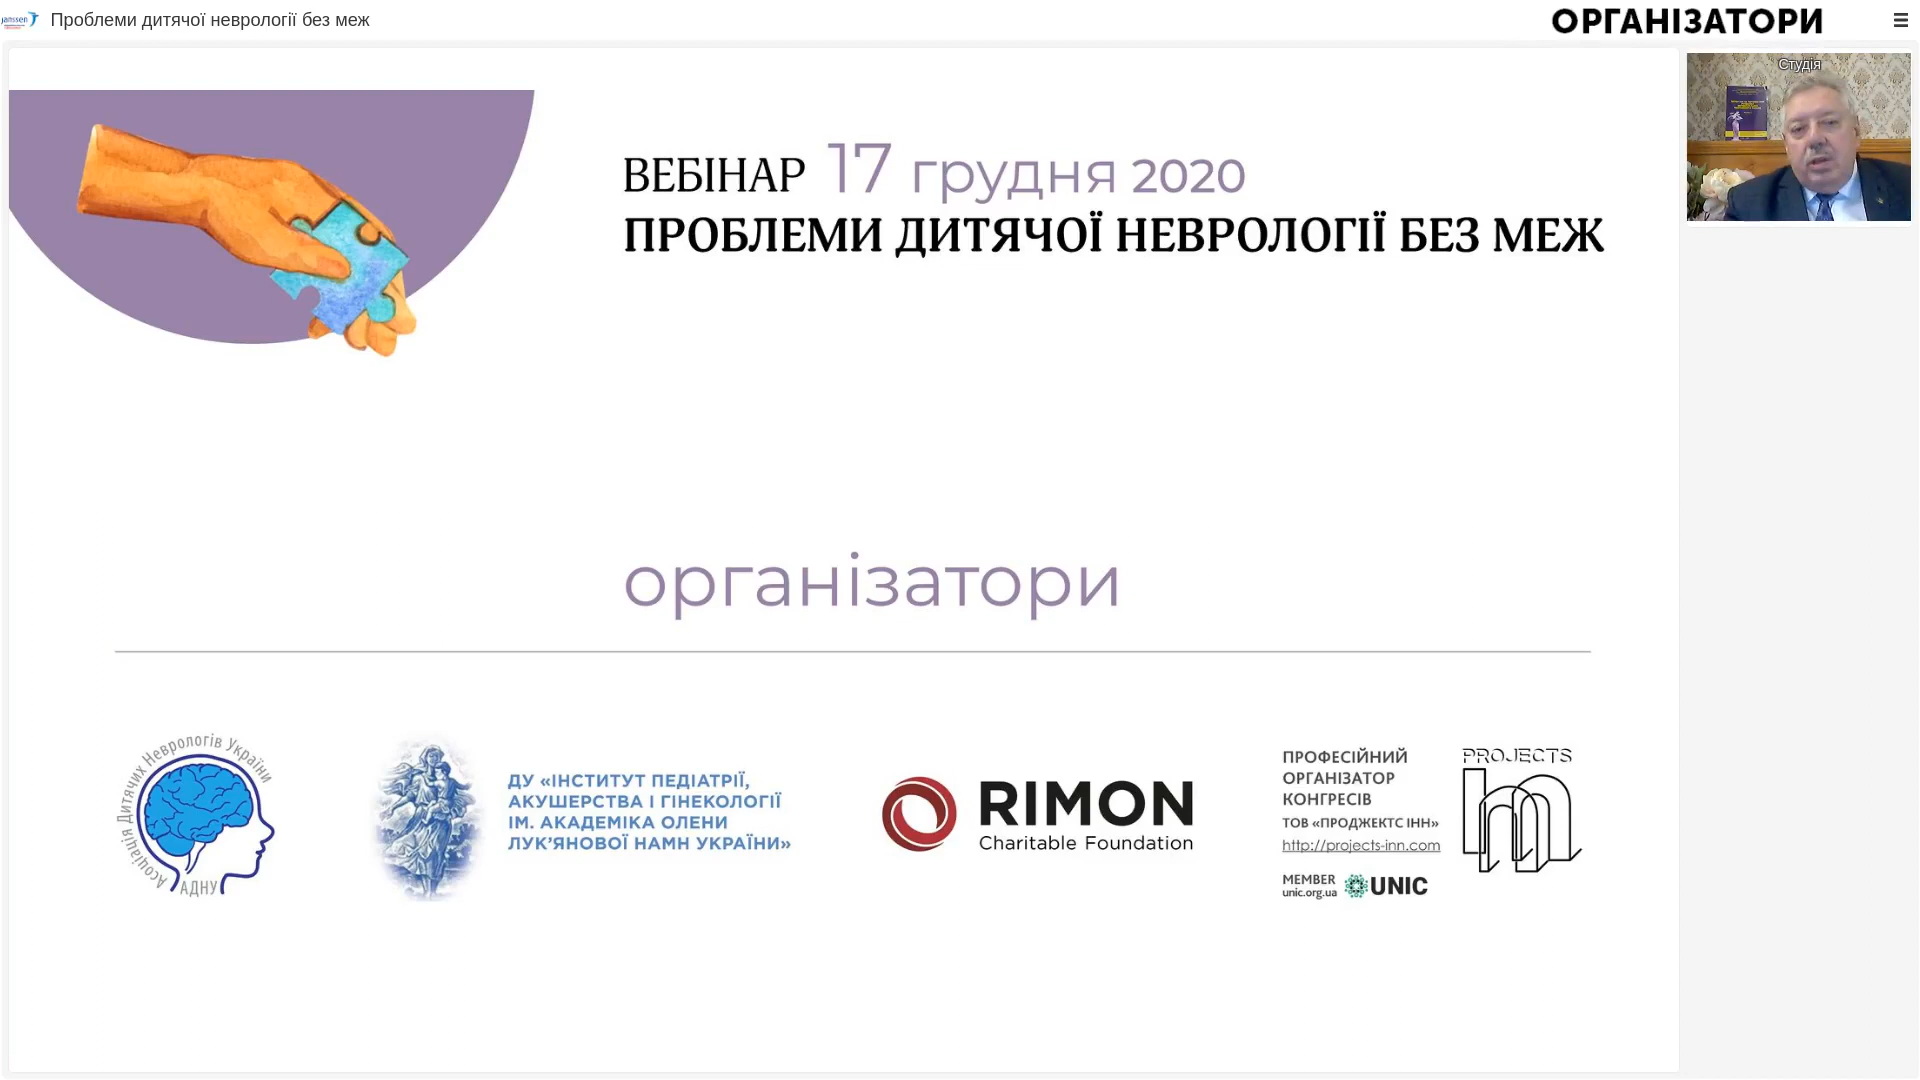 janssen
Проблеми дитячої неврології без меж
ОРГАНІЗАТОРИ
Студія
ВЕБІНАР 17 грудня 2020
ПРОБЛЕМИ ДИТЯЧОЇ НЕВРОЛОГІЇ БЕЗ МЕЖ
організатори
Асоціація Дитячих Неврологів України
АДНУ
ДУ «ІНСТИТУТ ПЕДІАТРІЇ,
АКУШЕРСТВА І ГІНЕКОЛОГІЇ
ІМ. АКАДЕМІКА ОЛЕНИ
ЛУК’ЯНОВОЇ НАМН УКРАЇНИ»
RIMON
Charitable Foundation
ПРОФЕСІЙНИЙ
ОРГАНІЗАТОР
КОНГРЕСІВ
ТОВ «ПРОДЖЕКТС ІНН»
http://projects-inn.com
MEMBER
unic.org.ua
UNIC
PROJECTS